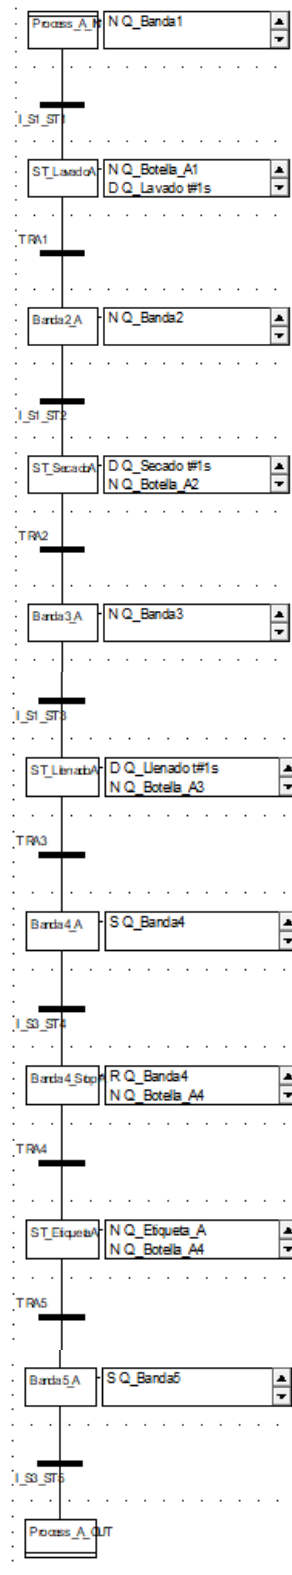 Process_A_IN
N Q_Banda1
I_S1_ST1
ST_LavadoA
N Q_Botella_A1
D Q_Lavado t#1s
TRA1
Banda2_A
N Q_Banda2
I_S1_ST2
ST_SecadoA
D Q_Secado t#1s
N Q_Botella_A2
TRA2
Banda3_A
N Q_Banda3
I_S1_ST3
ST_LlenadoA
D Q_Llenado t#1s
N Q_Botella_A3
TRA3
Banda4_A
S Q_Banda4
I_S3_ST4
Banda4_StopA
R Q_Banda4
N Q_Botella_A4
TRA4
ST_EtiquetaA
N Q_Etiqueta_A
N Q_Botella_A4
TRA5
Banda5_A
S Q_Banda5
I_S3_ST5
Process_A_OUT